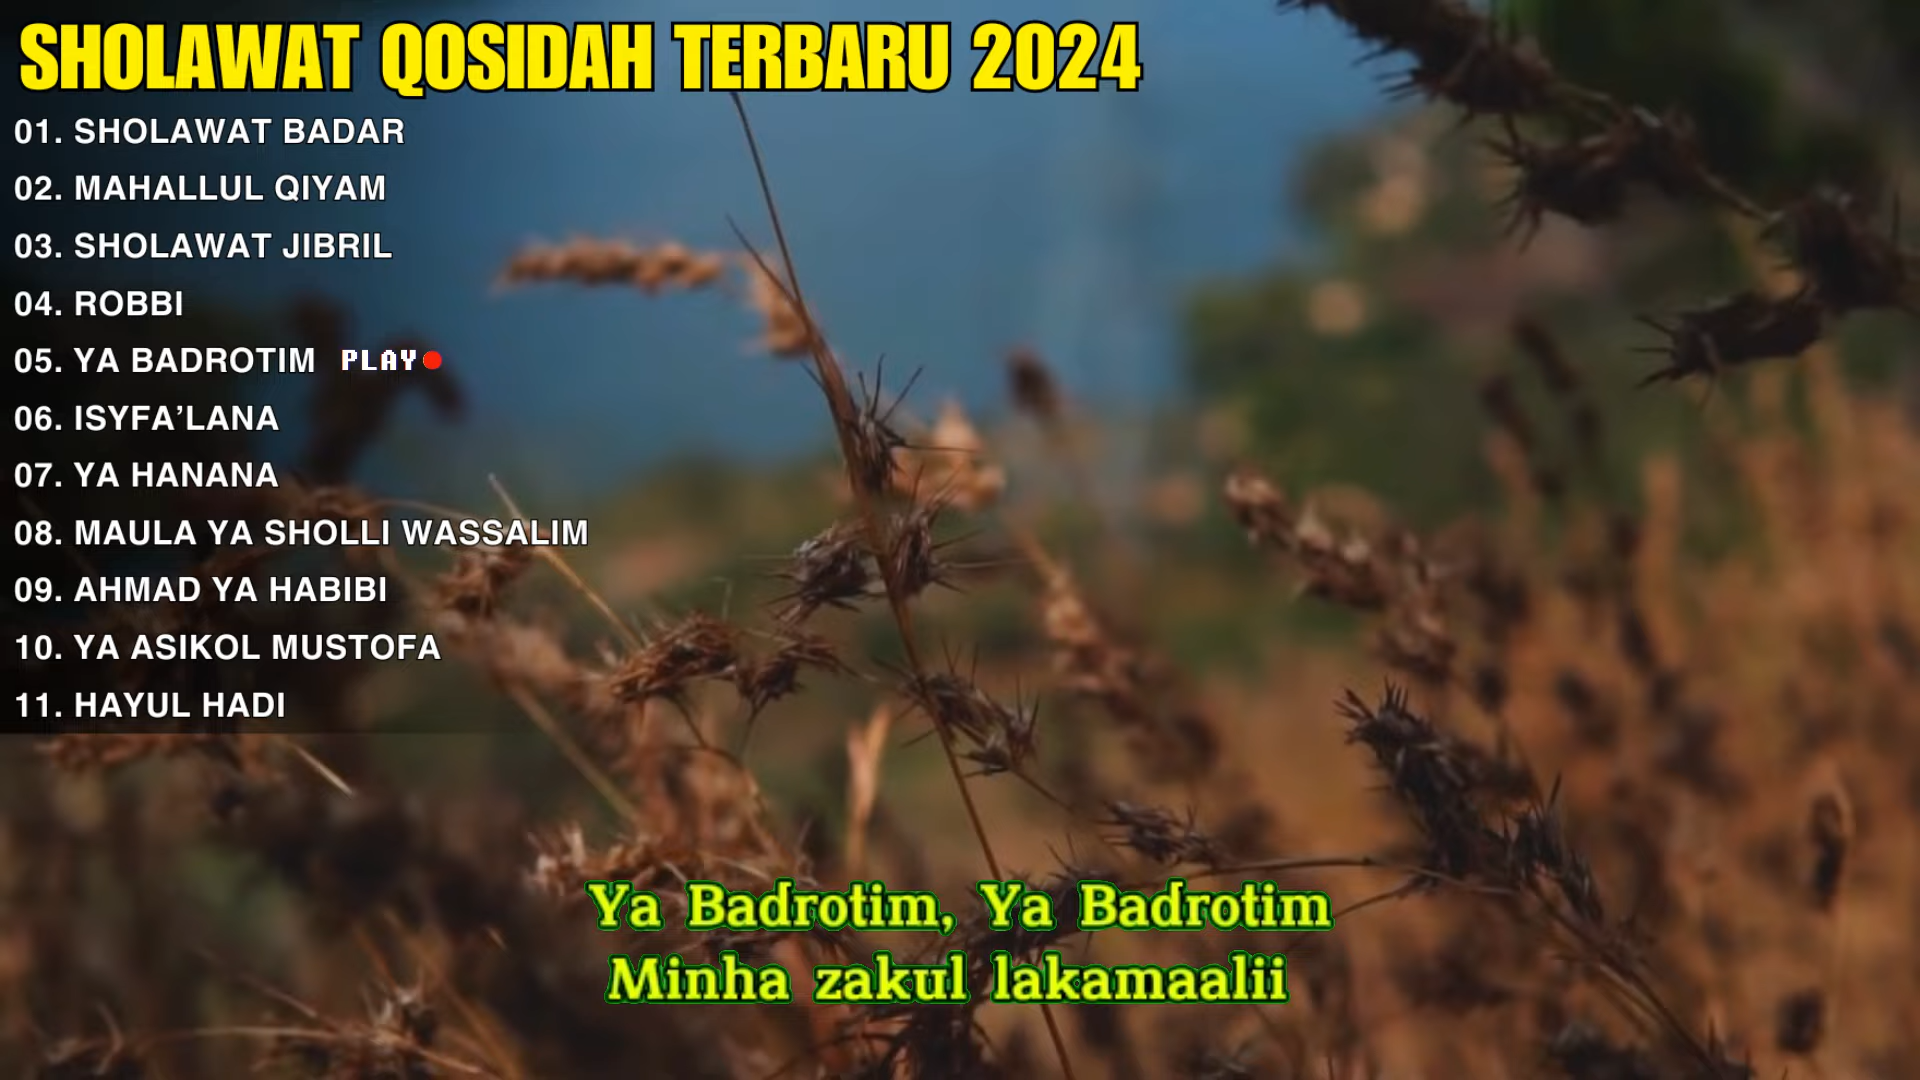 SHOLAWAT QOSIDAH TERBARU 2024
01. SHOLAWAT BADAR
02. MAHALLUL QIYAM
03. SHOLAWAT JIBRIL
04. ROBBI
05. YA BADROTIM PLAY
06. ISYFA’LANA
07. YA HANANA
08. MAULA YA SHOLLI WASSALIM
09. AHMAD YA HABIBI
10. YA ASIKOL MUSTOFA
11. HAYUL HADI
Ya Badrotim, Ya Badrotim
Minha zakul lakamaalii